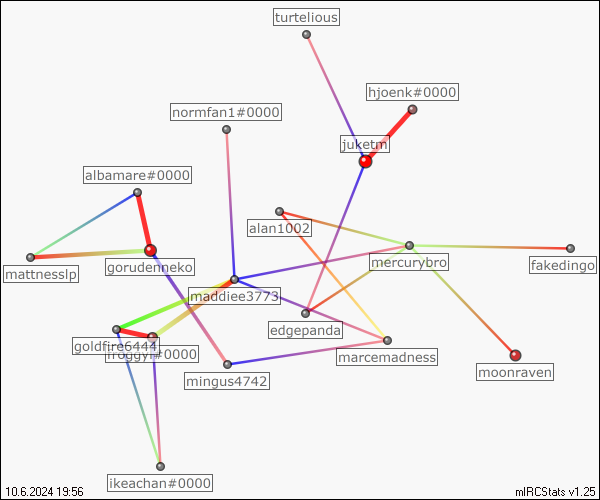 turtelious
hjoenk#0000
normfan1#0000
juketm
albamare#0000
alan1002
mercurybro
fakedingo
gorudenneko
mattnesslp
maddiee3773
edgepanda
goldfire6444
froggyi#0000
marcemadness
moonraven
mingus4742
ikeachan#0000
10.6.2024 19:56
mIRCStats v1.25